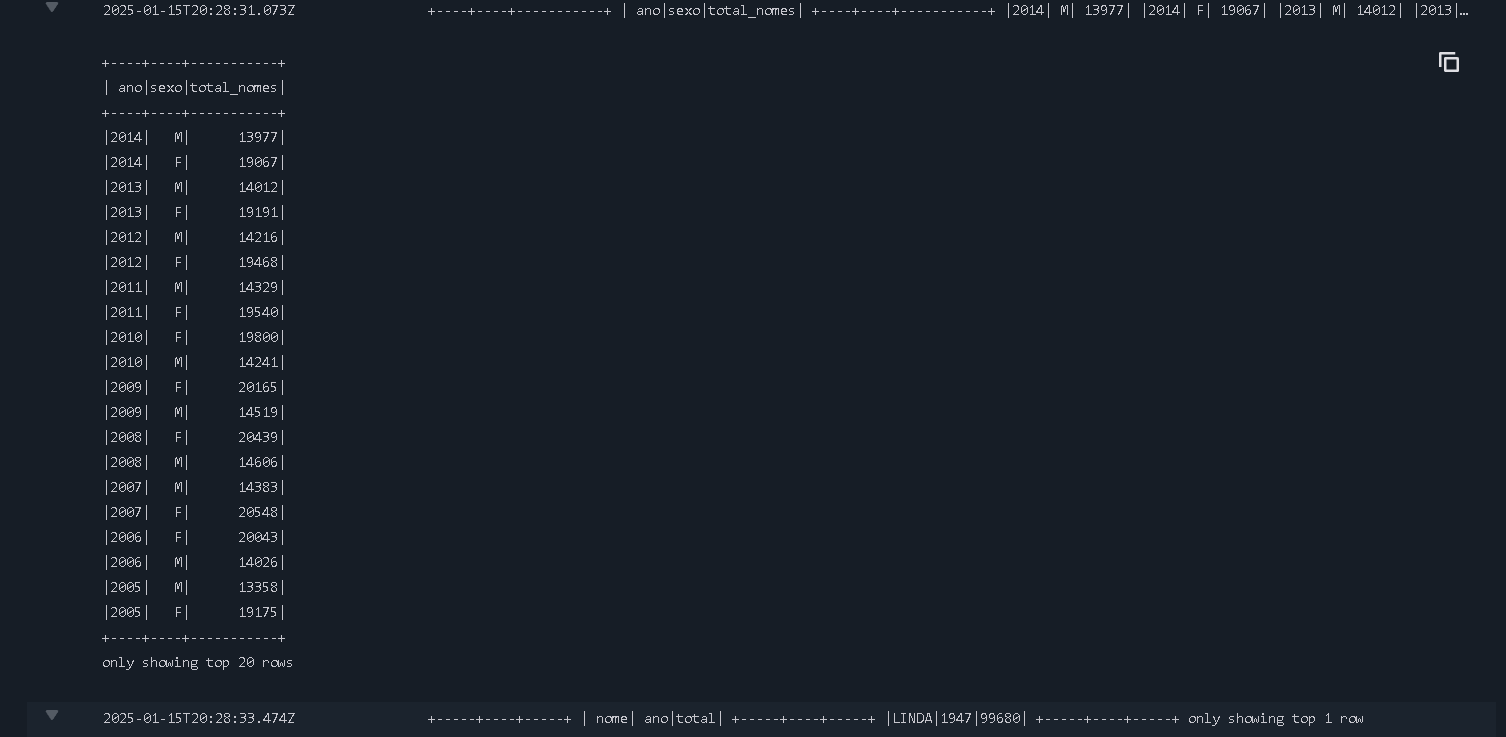 2025-01-15T20:28:31.073Z +----+----+-----------+ | ano|sexo|total_nomes| +----+----+-----------+ |2014| M| 13977| |2014| F| 19067| |2013| M| 14012| |2013|…
+----+----+-----------+
| ano|sexo|total_nomes|
+----+----+-----------+
|2014|   M|      13977|
|2014|   F|      19067|
|2013|   M|      14012|
|2013|   F|      19191|
|2012|   M|      14216|
|2012|   F|      19468|
|2011|   M|      14329|
|2011|   F|      19540|
|2010|   F|      19800|
|2010|   M|      14241|
|2009|   F|      20165|
|2009|   M|      14519|
|2008|   F|      20439|
|2008|   M|      14606|
|2007|   M|      14383|
|2007|   F|      20548|
|2006|   F|      20043|
|2006|   M|      14026|
|2005|   M|      13358|
|2005|   F|      19175|
+----+----+-----------+
only showing top 20 rows
2025-01-15T20:28:33.474Z +-----+----+-----+ | nome| ano|total| +-----+----+-----+ |LINDA|1947|99680| +-----+----+-----+ only showing top 1 row